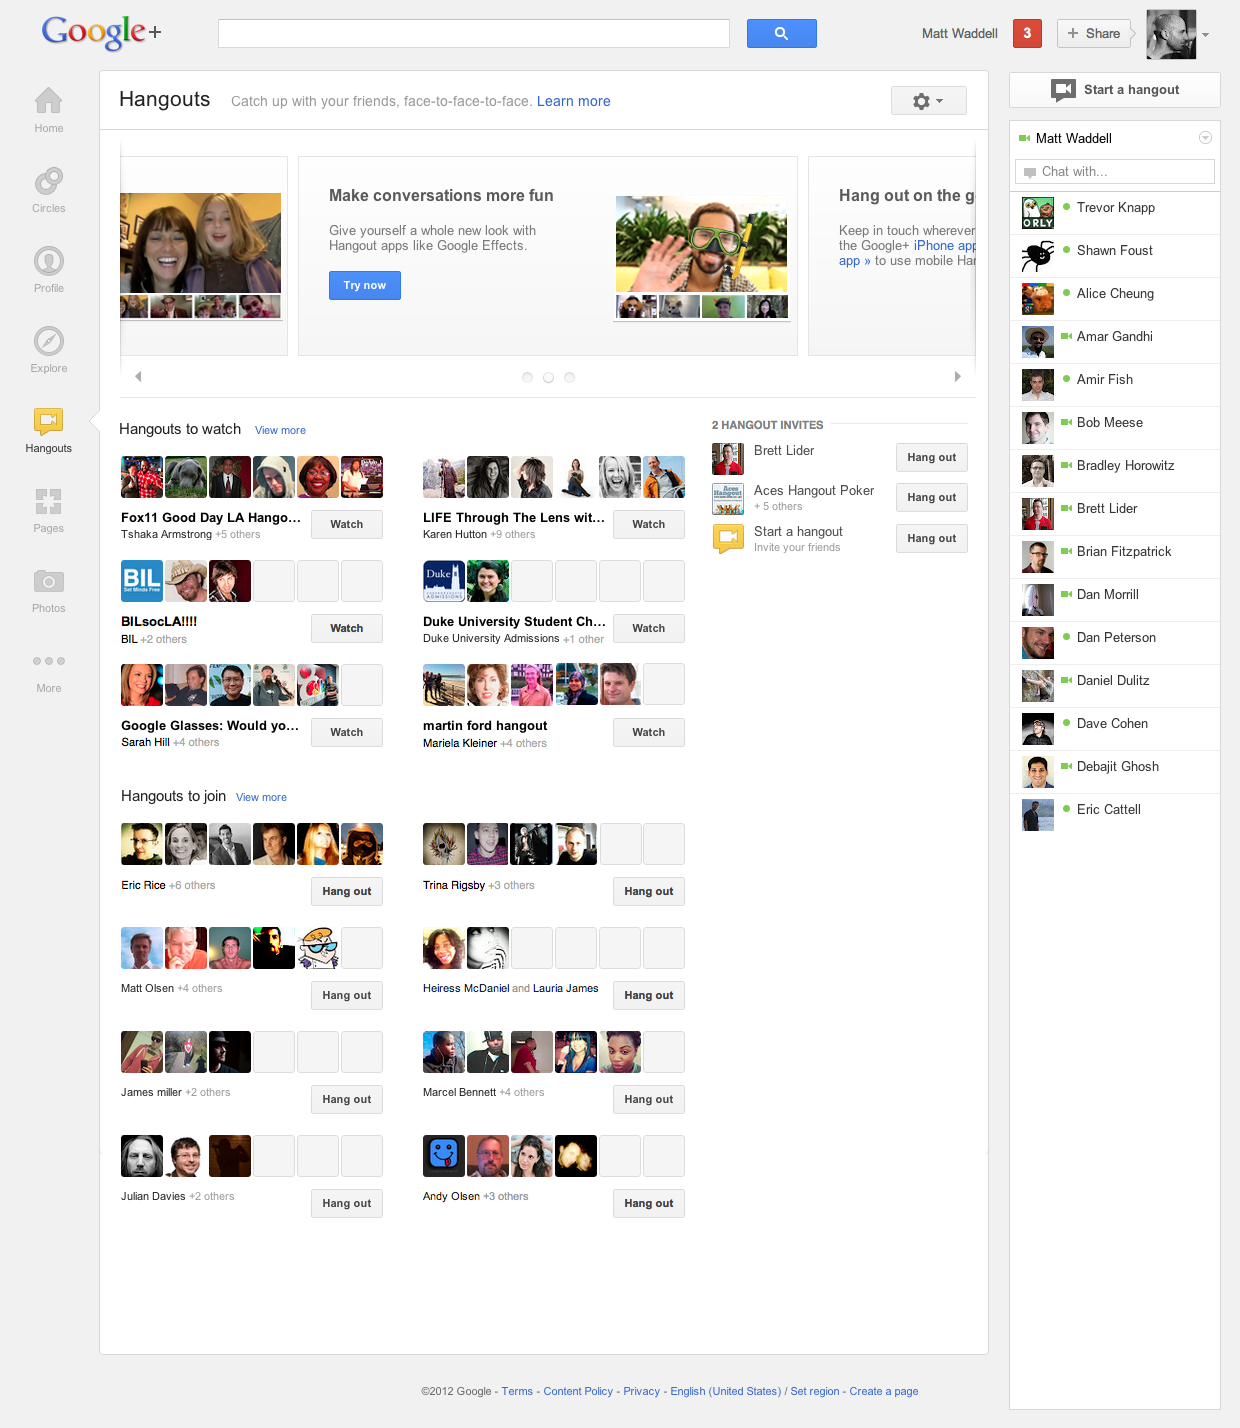 Google+
Matt Waddell
3
+ Share
Home
Circles
Profile
Explore
Hangouts
Pages
Photos
More
Hangouts Catch up with your friends, face-to-face-to-face. Learn more
Make conversations more fun
Give yourself a whole new look with
Hangout apps like Google Effects.
Try now
Hang out on the g
Keep in touch wherever
the Google+ iPhone app
app » to use mobile Han
Hangouts to watch View more
Fox11 Good Day LA Hango...
Tshaka Armstrong +5 others
Watch
LIFE Through The Lens wit...
Karen Hutton +9 others
Watch
BIL
Set Minds Free
BILsocLA!!!!
BIL +2 others
Watch
Duke
ADMISSIONS
Duke University Student Ch...
Duke University Admissions +1 other
Watch
Google Glasses: Would yo...
Sarah Hill +4 others
Watch
martin ford hangout
Mariela Kleiner +4 others
Watch
2 HANGOUT INVITES
Brett Lider
Hang out
Aces
Hangout
Aces Hangout Poker
+ 5 others
Hang out
Start a hangout
Invite your friends
Hang out
Hangouts to join View more
Eric Rice +6 others
Hang out
Trina Rigsby +3 others
Hang out
Matt Olsen +4 others
Hang out
Heiress McDaniel and Lauria James
Hang out
James miller +2 others
Hang out
Marcel Bennett +4 others
Hang out
Julian Davies +2 others
Hang out
Andy Olsen +3 others
Hang out
Start a hangout
Matt Waddell
Chat with...
ORLY
Trevor Knapp
Shawn Foust
Alice Cheung
Amar Gandhi
Amir Fish
Bob Meese
Bradley Horowitz
Brett Lider
Brian Fitzpatrick
Dan Morrill
Dan Peterson
Daniel Dulitz
Dave Cohen
Debajit Ghosh
Eric Cattell
©2012 Google - Terms - Content Policy - Privacy - English (United States) / Set region - Create a page